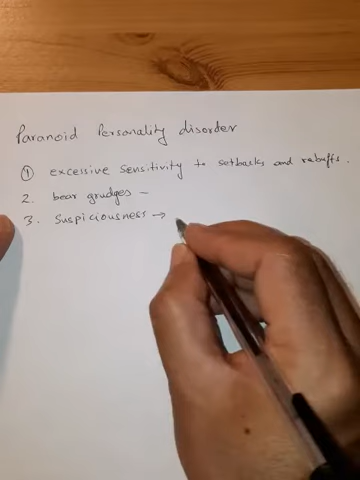 Paranoid Personality disorder
① excessive sensitivity to setbacks and rebuffs.
2. bear grudges –
3. Suspiciousness →